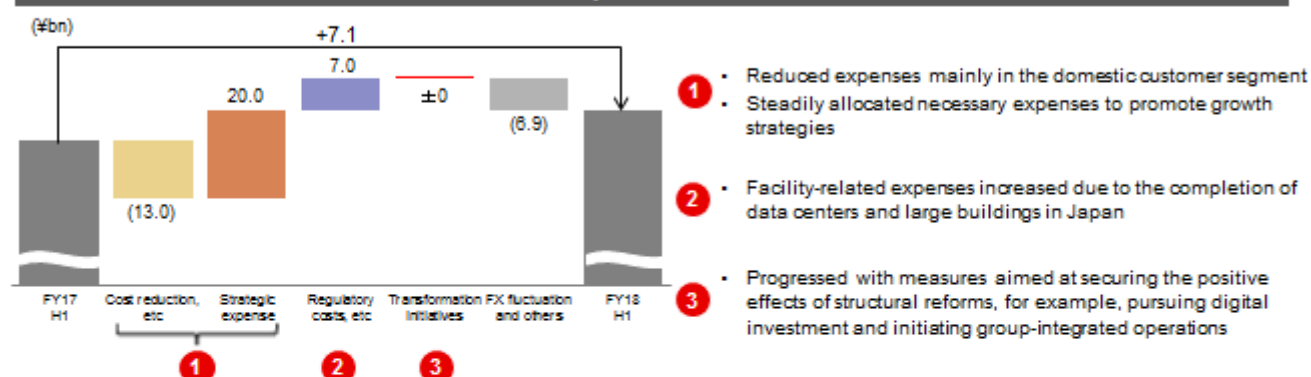 (¥bn)
+7.1
7.0
20.0
±0
(6.9)
(13.0)
FY17
H1
Cost reduction,
etc
Strategic
expense
Regulatory
costs, etc
Transformation
Initiatives
FX fluctuation
and others
FY18
H1
1
2
3
1
• Reduced expenses mainly in the domestic customer segment
• Steadily allocated necessary expenses to promote growth
strategies
2
• Facility-related expenses increased due to the completion of
data centers and large buildings in Japan
3
• Progressed with measures aimed at securing the positive
effects of structural reforms, for example, pursuing digital
investment and initiating group-integrated operations